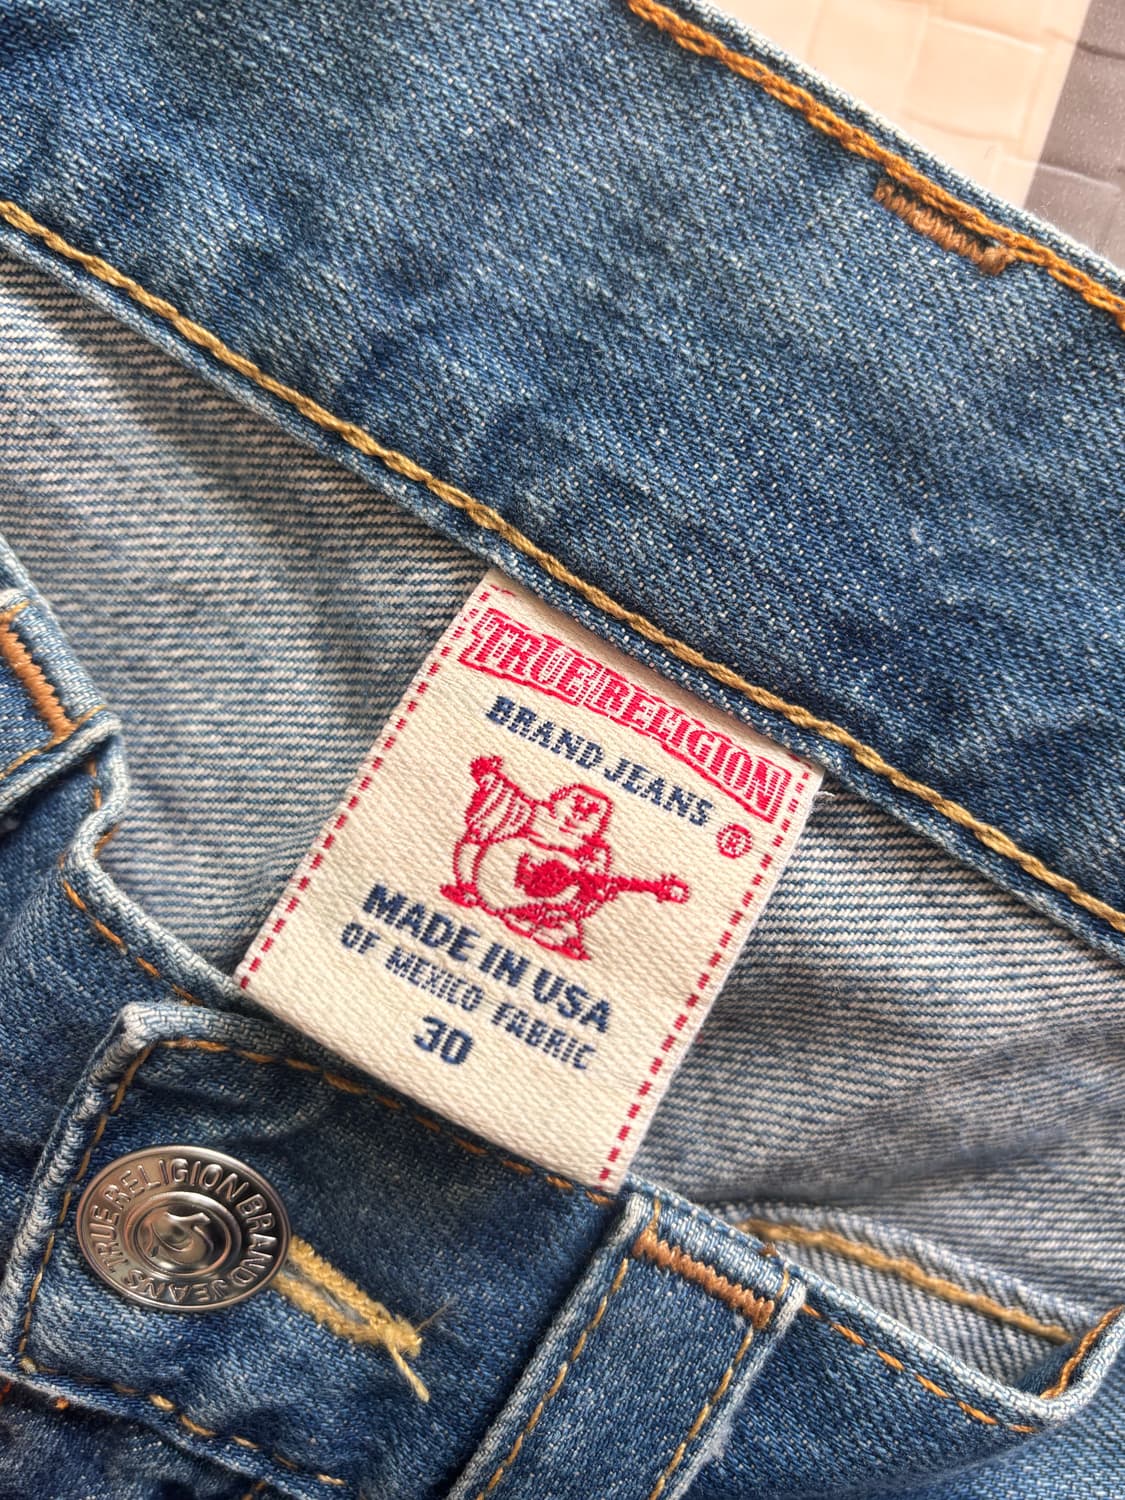 TRUE RELIGION
BRAND JEANS
®
MADE IN USA
OF MEXICO FABRIC
30
TRUE RELIGION BRAND JEANS